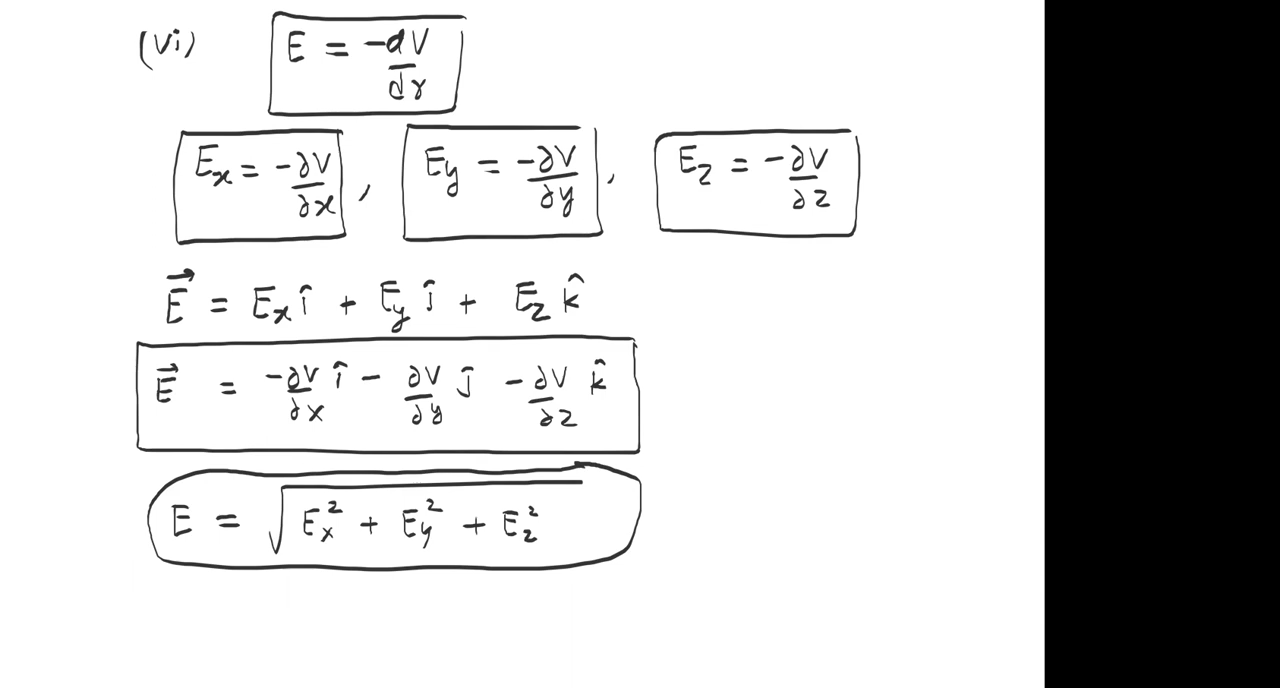 (vi) E = -dV/dr
Ex = -∂V/∂x , Ey = -∂V/∂y , Ez = -∂V/∂z
E⃗ = Ex î + Ey ĵ + Ez k̂
E⃗ = -∂V/∂x î - ∂V/∂y ĵ - ∂V/∂z k̂
E = √(Ex² + Ey² + Ez²)